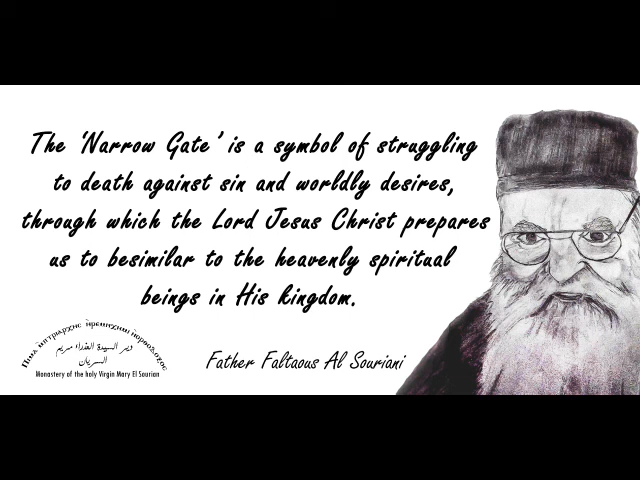 The ‘Narrow Gate’ is a symbol of struggling
to death against sin and worldly desires,
through which the Lord Jesus Christ prepares
us to besimilar to the heavenly spiritual
beings in His kingdom.
Father Faltaous Al Souriani
دير السيدة العذراء مريم
السريان
Monastery of the holy Virgin Mary El Sourian